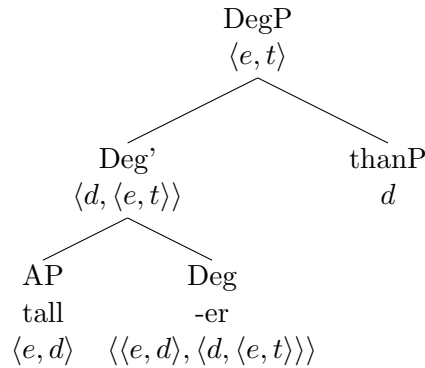 DegP
⟨e, t⟩
Deg’ thanP
⟨d, ⟨e, t⟩⟩ d
AP Deg
tall -er
⟨e, d⟩ ⟨⟨e, d⟩, ⟨d, ⟨e, t⟩⟩⟩